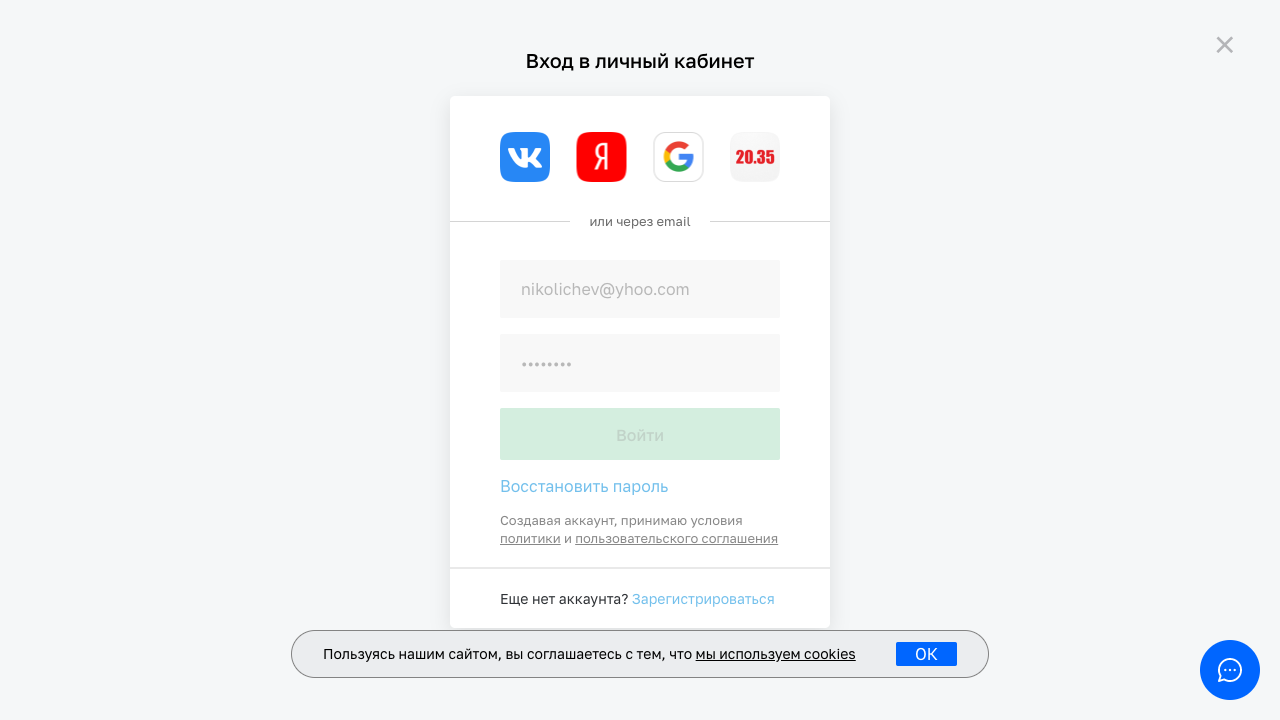 Вход в личный кабинет
Я
20.35
или через email
nikolichev@yhoo.com
••••••••
Войти
Восстановить пароль
Создавая аккаунт, принимаю условия
политики и пользовательского соглашения
Еще нет аккаунта? Зарегистрироваться
Пользуясь нашим сайтом, вы соглашаетесь с тем, что мы используем cookies
ОК